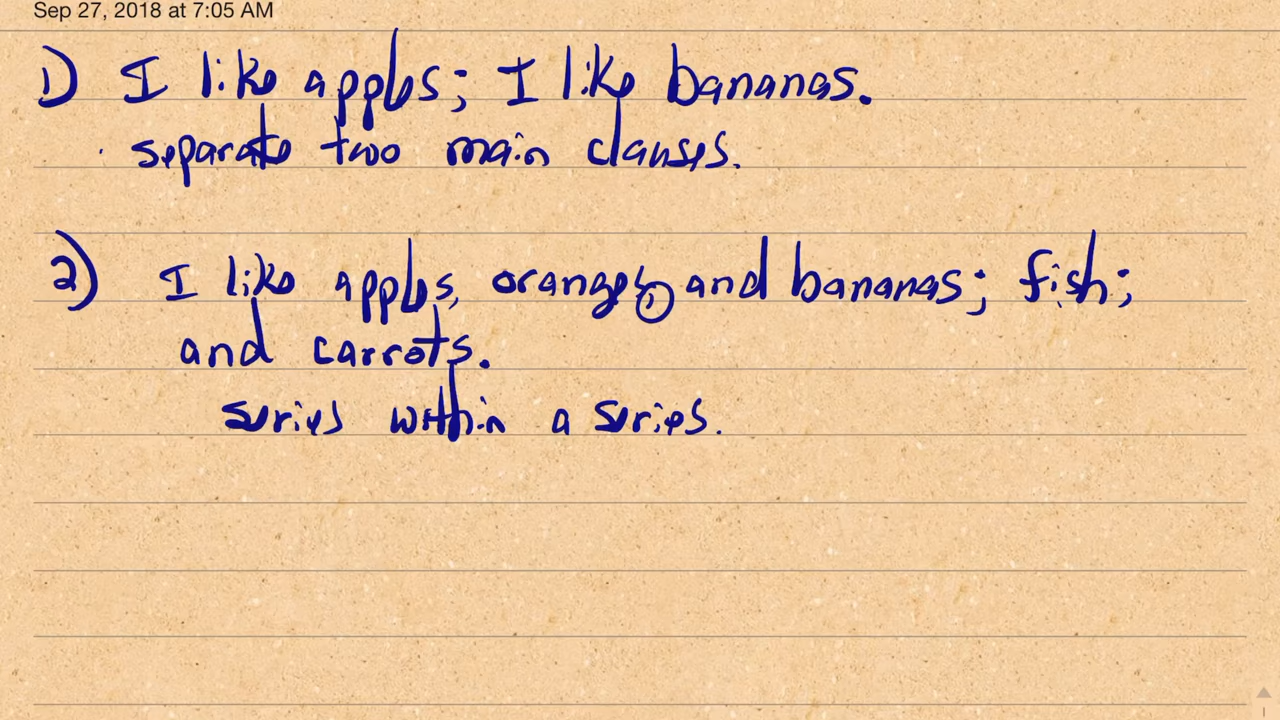 Sep 27, 2018 at 7:05 AM
1) I like apples; I like bananas.
separate two main clauses.
2) I like apples, oranges, and bananas; fish;
and carrots.
series within a series.